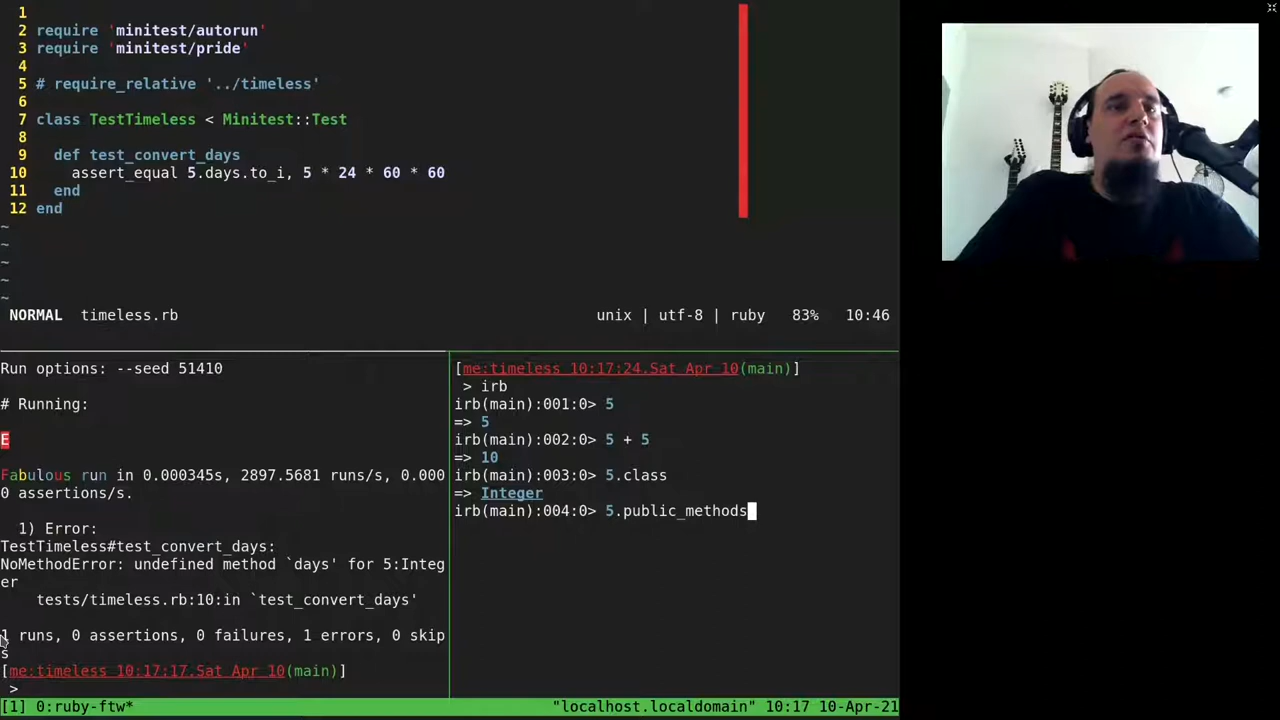 1
2 require 'minitest/autorun'
3 require 'minitest/pride'
4
5 # require_relative '../timeless'
6
7 class TestTimeless < Minitest::Test
8
9   def test_convert_days
10     assert_equal 5.days.to_i, 5 * 24 * 60 * 60
11   end
12 end
~
~
~
~
~
NORMAL  timeless.rb  unix | utf-8 | ruby  83%  10:46
Run options: --seed 51410
# Running:
E
Fabulous run in 0.000345s, 2897.5681 runs/s, 0.000
0 assertions/s.
  1) Error:
TestTimeless#test_convert_days:
NoMethodError: undefined method `days' for 5:Integ
er
    tests/timeless.rb:10:in `test_convert_days'
1 runs, 0 assertions, 0 failures, 1 errors, 0 skip
s
[me:timeless 10:17:17.Sat Apr 10(main)]
 >
[me:timeless 10:17:24.Sat Apr 10(main)]
 > irb
irb(main):001:0> 5
=> 5
irb(main):002:0> 5 + 5
=> 10
irb(main):003:0> 5.class
=> Integer
irb(main):004:0> 5.public_methods
[1] 0:ruby-ftw*  "localhost.localdomain" 10:17 10-Apr-21